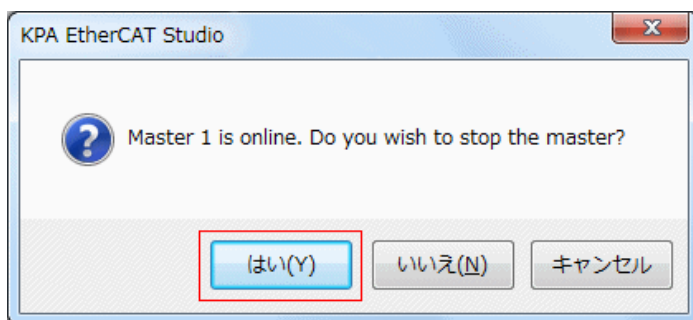 KPA EtherCAT Studio
Master 1 is online. Do you wish to stop the master?
はい(Y) いいえ(N) キャンセル